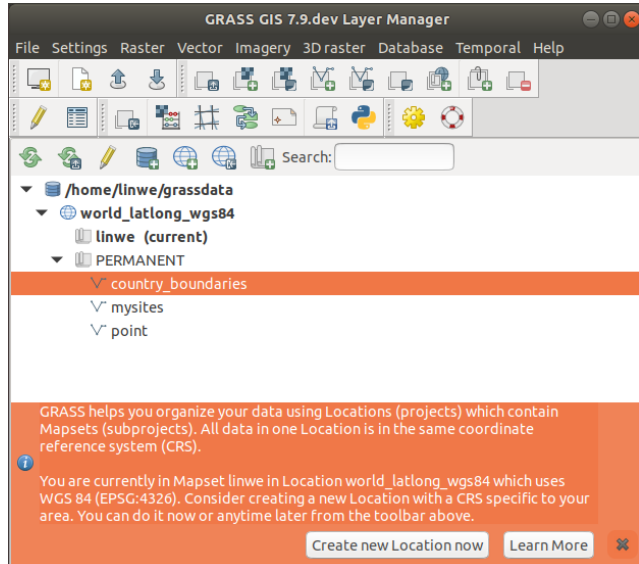 GRASS GIS 7.9.dev Layer Manager
File Settings Raster Vector Imagery 3D raster Database Temporal Help
Search:
/home/linwe/grassdata
world_latlong_wgs84
linwe (current)
PERMANENT
country_boundaries
mysites
point
GRASS helps you organize your data using Locations (projects) which contain
Mapsets (subprojects). All data in one Location is in the same coordinate
reference system (CRS).
You are currently in Mapset linwe in Location world_latlong_wgs84 which uses
WGS 84 (EPSG:4326). Consider creating a new Location with a CRS specific to your
area. You can do it now or anytime later from the toolbar above.
Create new Location now Learn More